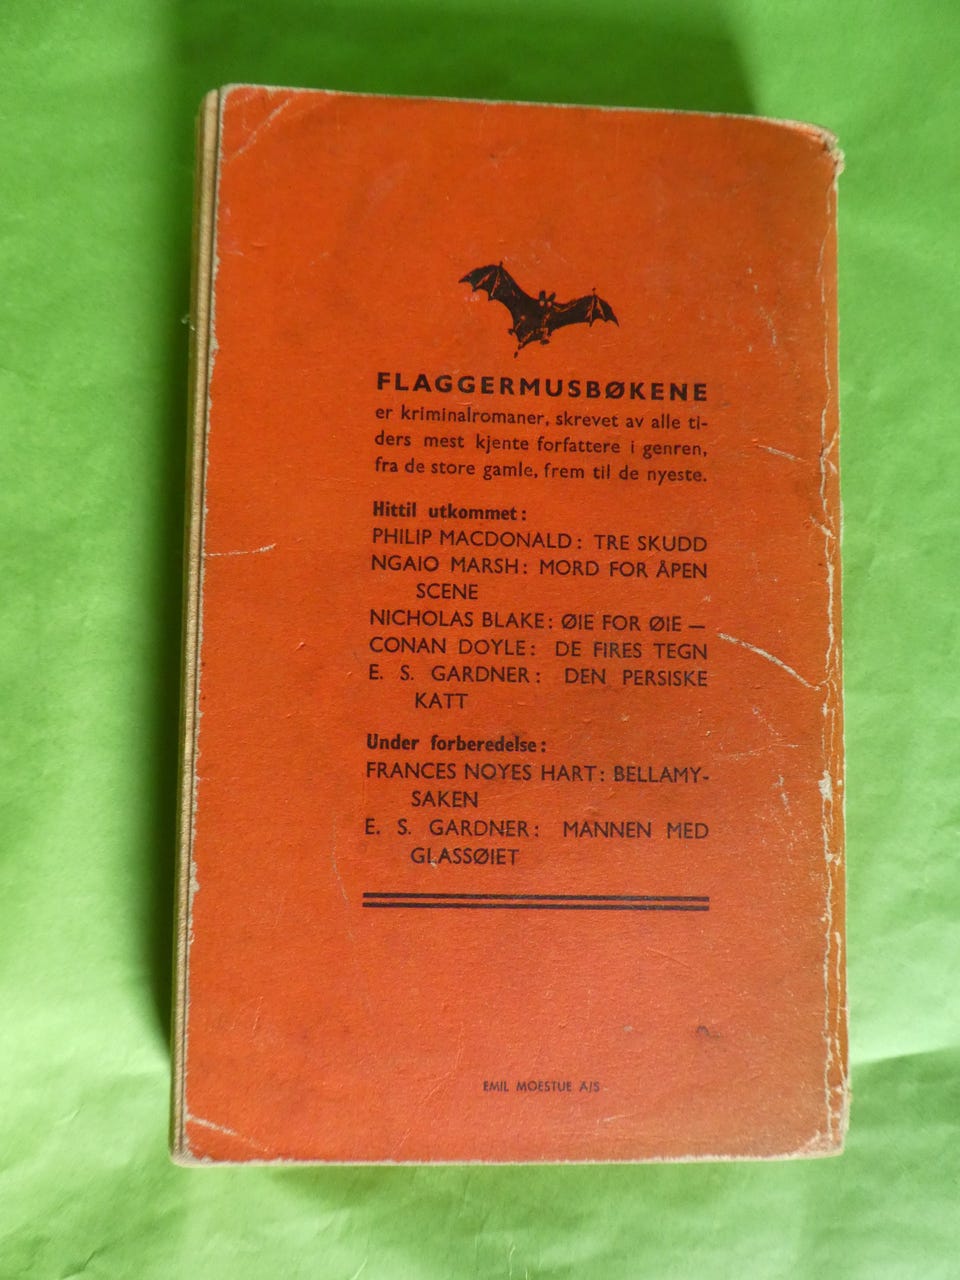 FLAGGERMUSBØKENE
er kriminalromaner, skrevet av alle ti-
ders mest kjente forfattere i genren,
fra de store gamle, frem til de nyeste.
Hittil utkommet:
PHILIP MACDONALD: TRE SKUDD
NGAIO MARSH: MORD FOR ÅPEN
SCENE
NICHOLAS BLAKE: ØIE FOR ØIE —
CONAN DOYLE: DE FIRES TEGN
E. S. GARDNER: DEN PERSISKE
KATT
Under forberedelse:
FRANCES NOYES HART: BELLAMY-
SAKEN
E. S. GARDNER: MANNEN MED
GLASSØIET
EMIL MOESTUE A/S